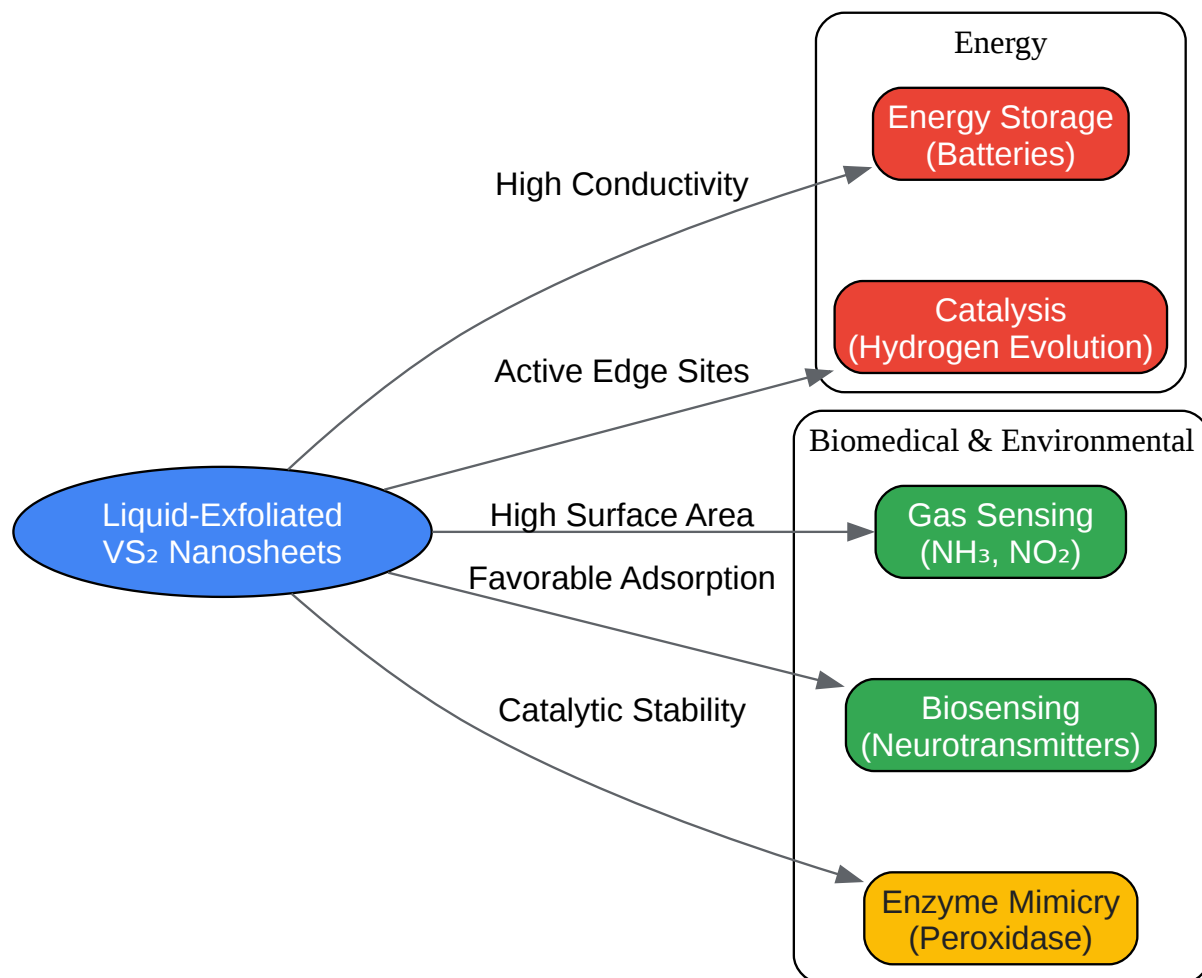 Energy
Energy Storage
(Batteries)
High Conductivity
Catalysis
(Hydrogen Evolution)
Active Edge Sites
Biomedical & Environmental
Liquid-Exfoliated
VS₂ Nanosheets
High Surface Area
Gas Sensing
(NH₃, NO₂)
Favorable Adsorption
Biosensing
(Neurotransmitters)
Catalytic Stability
Enzyme Mimicry
(Peroxidase)